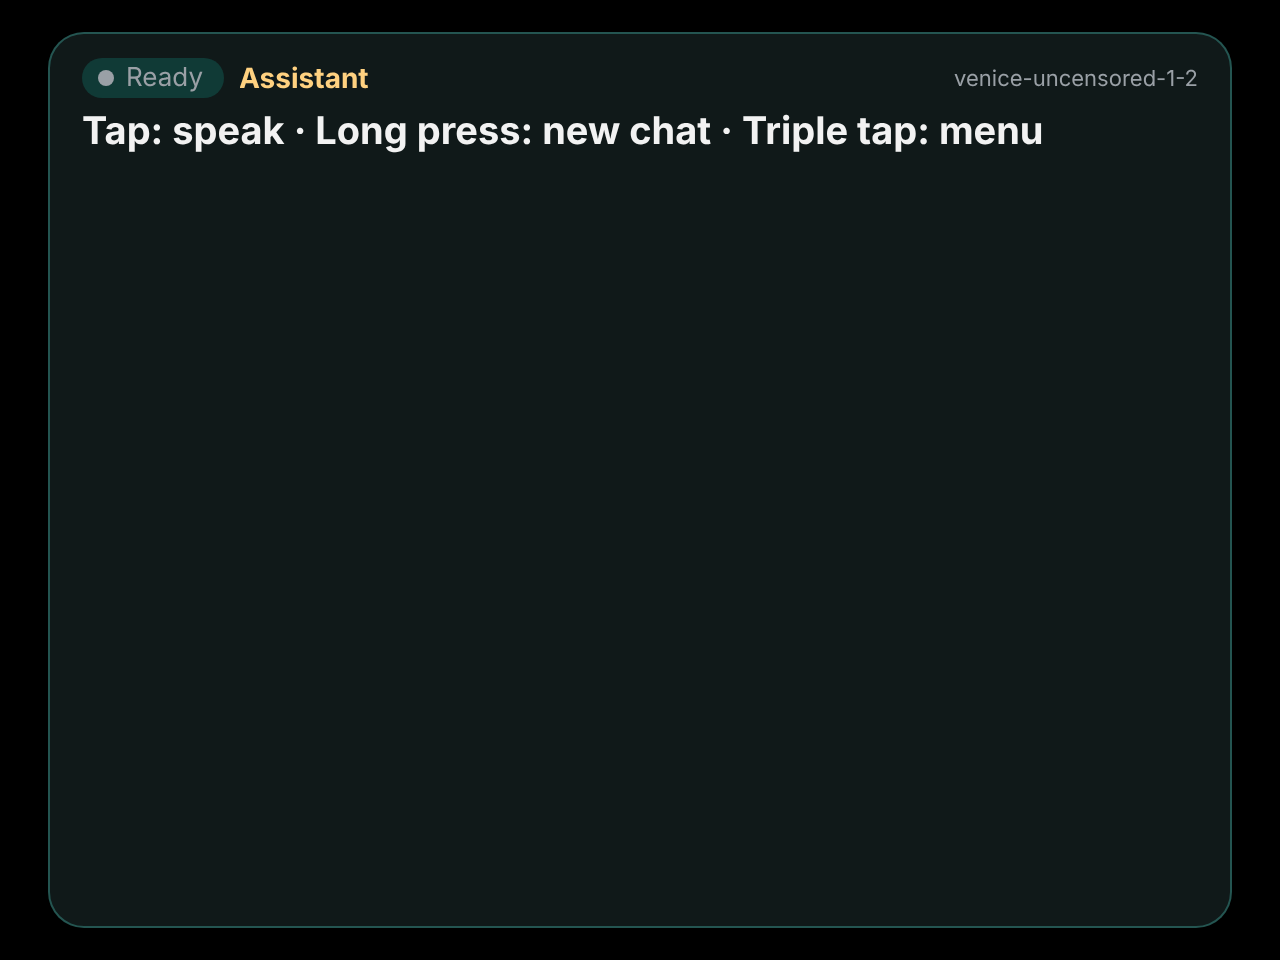 Ready Assistant venice-uncensored-1-2
Tap: speak · Long press: new chat · Triple tap: menu